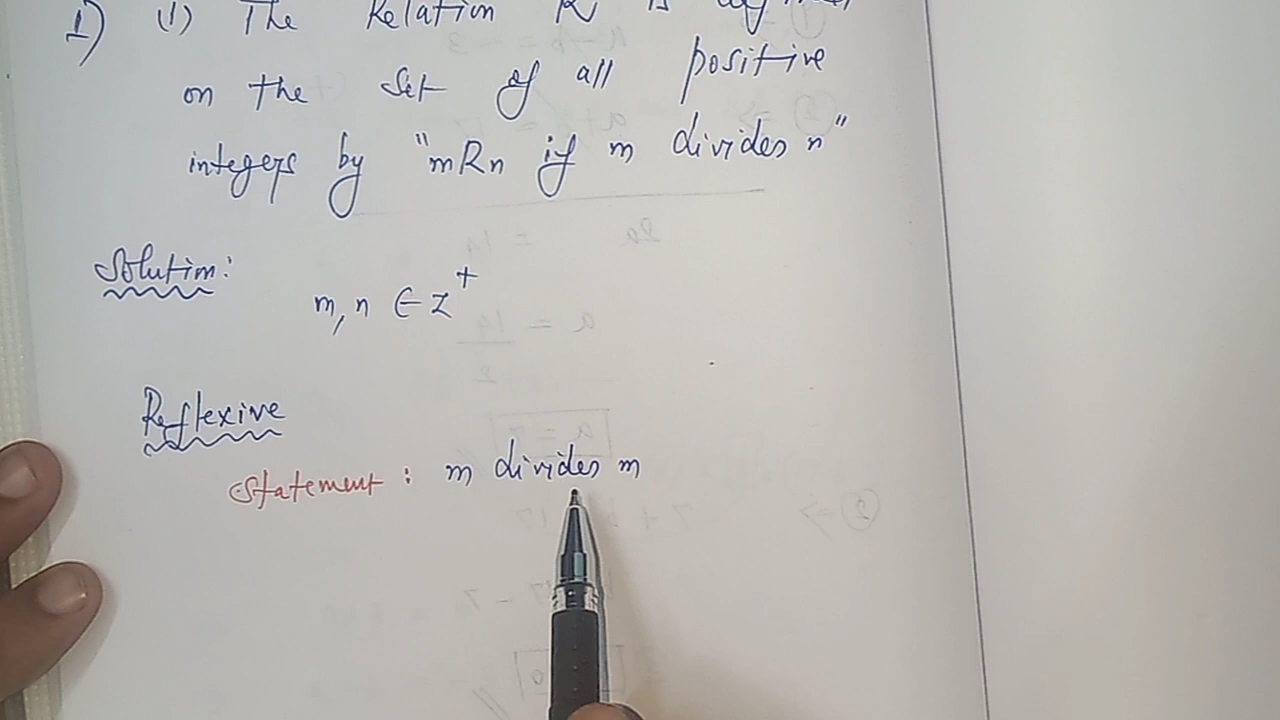 1) (i) The Relation R is defined
on the set of all positive
integers by "mRn if m divides n"
Solution:
m, n ∈ Z⁺
Reflexive
Statement : m divides m